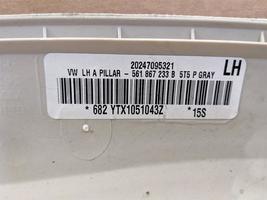 20247095321
LH
VW LH A PILLAR - 561 867 233 B 5T5 P GRAY
* 682 YTX1051043Z *15S